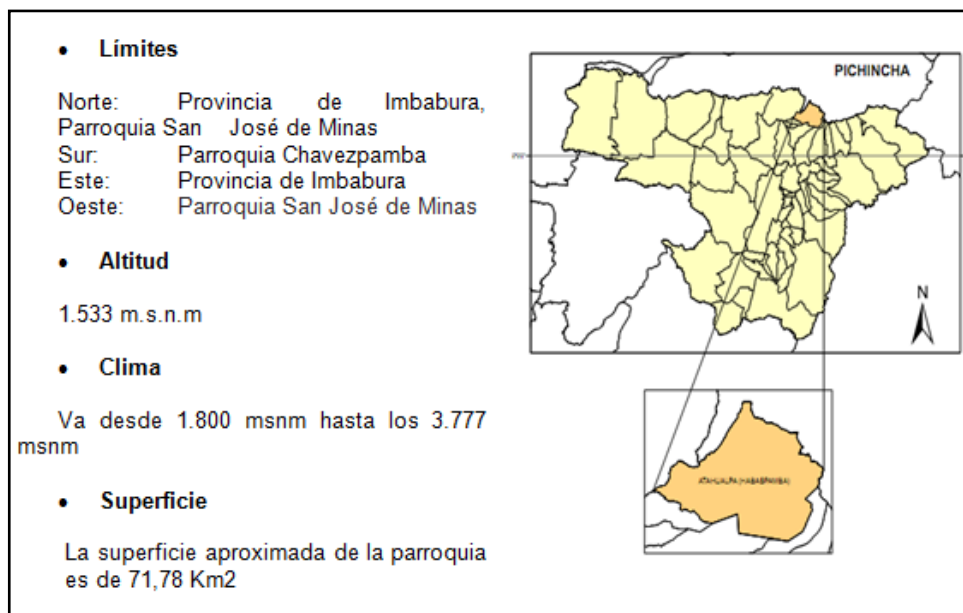 • Límites
Norte: Provincia de Imbabura,
Parroquia San José de Minas
Sur: Parroquia Chavezpamba
Este: Provincia de Imbabura
Oeste: Parroquia San José de Minas
• Altitud
1.533 m.s.n.m
• Clima
Va desde 1.800 msnm hasta los 3.777
msnm
• Superficie
La superficie aproximada de la parroquia
es de 71,78 Km2
PICHINCHA
N
ATAHUALPA (HABASPAMBA)